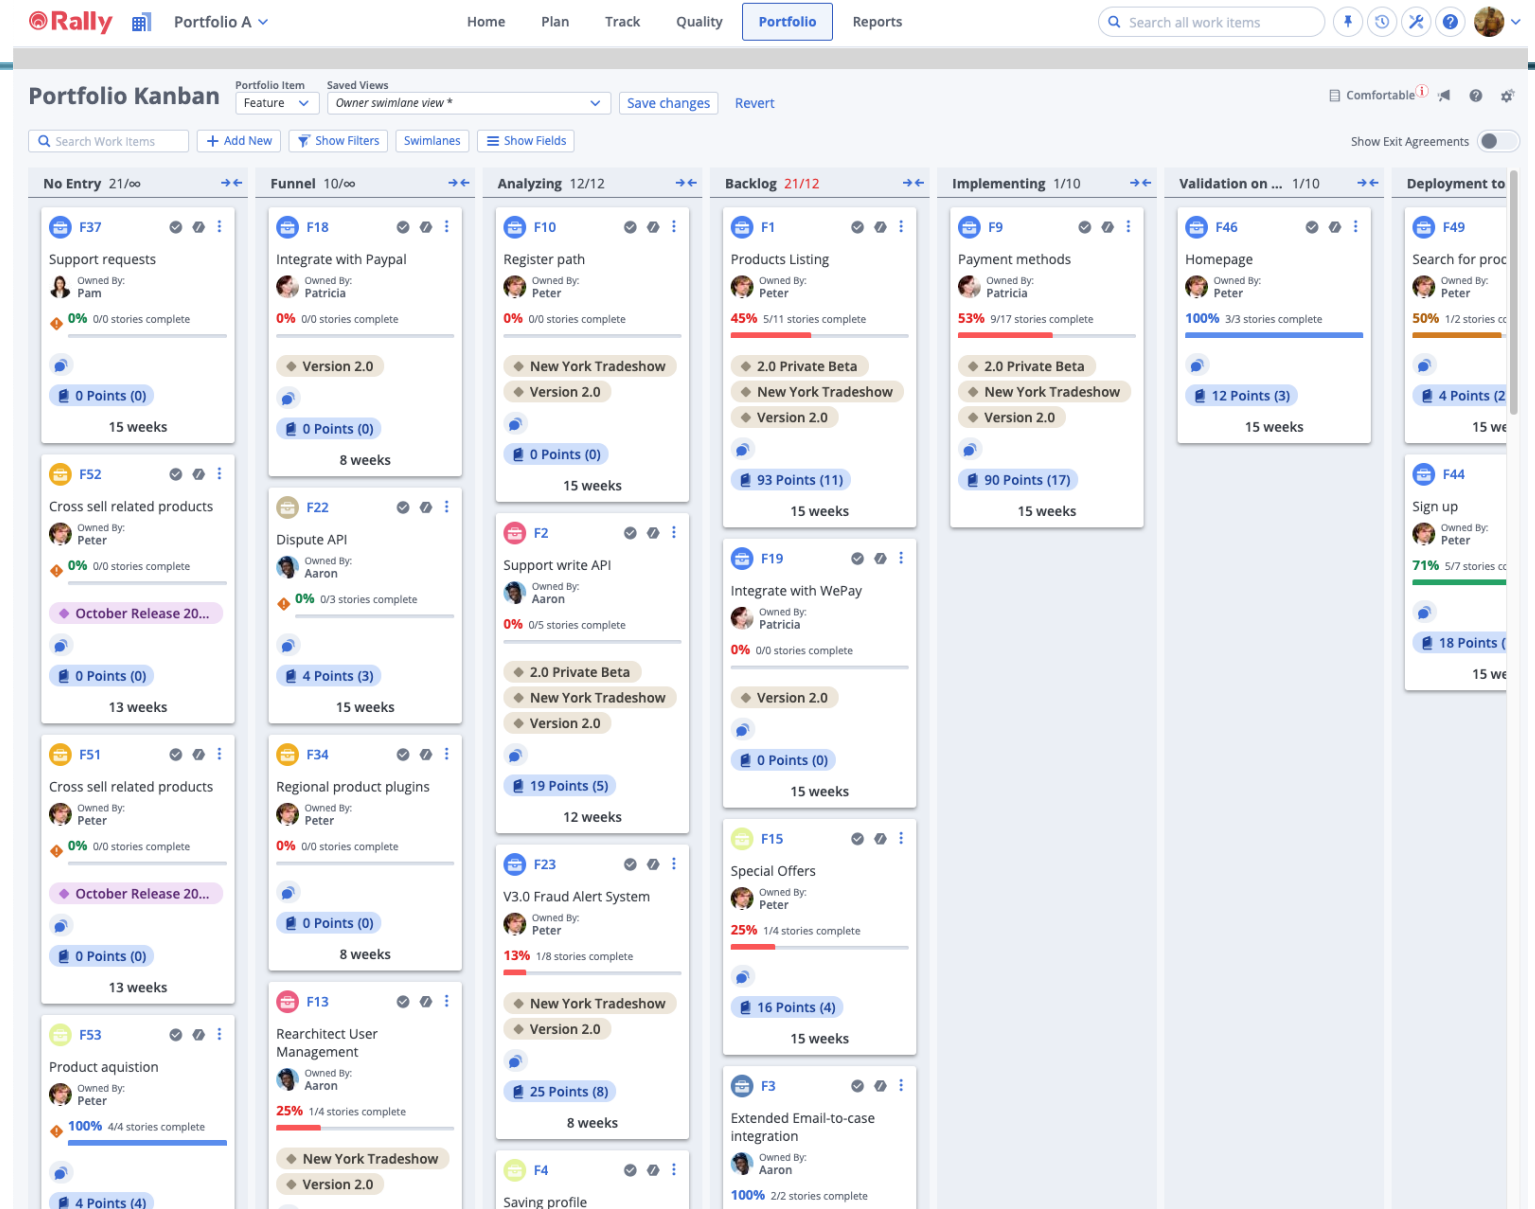 Rally
Portfolio A
Home Plan Track Quality Portfolio Reports
Search all work items
Portfolio Kanban
Portfolio Item
Feature
Saved Views
Owner swimlane view *
Save changes
Revert
Comfortable
Search Work Items
Add New
Show Filters
Swimlanes
Show Fields
Show Exit Agreements
No Entry 21/∞
F37
Support requests
Owned By:
Pam
0% 0/0 stories complete
0 Points (0)
15 weeks
F52
Cross sell related products
Owned By:
Peter
0% 0/0 stories complete
October Release 20...
0 Points (0)
13 weeks
F51
Cross sell related products
Owned By:
Peter
0% 0/0 stories complete
October Release 20...
0 Points (0)
13 weeks
F53
Product aquistion
Owned By:
Peter
100% 4/4 stories complete
4 Points (4)
Funnel 10/∞
F18
Integrate with Paypal
Owned By:
Patricia
0% 0/0 stories complete
Version 2.0
0 Points (0)
8 weeks
F22
Dispute API
Owned By:
Aaron
0% 0/3 stories complete
4 Points (3)
15 weeks
F34
Regional product plugins
Owned By:
Peter
0% 0/0 stories complete
0 Points (0)
8 weeks
F13
Rearchitect User
Management
Owned By:
Aaron
25% 1/4 stories complete
New York Tradeshow
Version 2.0
Analyzing 12/12
F10
Register path
Owned By:
Peter
0% 0/0 stories complete
New York Tradeshow
Version 2.0
0 Points (0)
15 weeks
F2
Support write API
Owned By:
Aaron
0% 0/5 stories complete
2.0 Private Beta
New York Tradeshow
Version 2.0
19 Points (5)
12 weeks
F23
V3.0 Fraud Alert System
Owned By:
Peter
13% 1/8 stories complete
New York Tradeshow
Version 2.0
25 Points (8)
8 weeks
F4
Saving profile
Backlog 21/12
F1
Products Listing
Owned By:
Peter
45% 5/11 stories complete
2.0 Private Beta
New York Tradeshow
Version 2.0
93 Points (11)
15 weeks
F19
Integrate with WePay
Owned By:
Patricia
0% 0/0 stories complete
Version 2.0
0 Points (0)
15 weeks
F15
Special Offers
Owned By:
Peter
25% 1/4 stories complete
16 Points (4)
15 weeks
F3
Extended Email-to-case
integration
Owned By:
Aaron
100% 2/2 stories complete
Implementing 1/10
F9
Payment methods
Owned By:
Patricia
53% 9/17 stories complete
2.0 Private Beta
New York Tradeshow
Version 2.0
90 Points (17)
15 weeks
Validation on ... 1/10
F46
Homepage
Owned By:
Peter
100% 3/3 stories complete
12 Points (3)
15 weeks
Deployment to
F49
Search for proc
Owned By:
Peter
50% 1/2 stories cc
4 Points (2
15 we
F44
Sign up
Owned By:
Peter
71% 5/7 stories cc
18 Points (
15 we